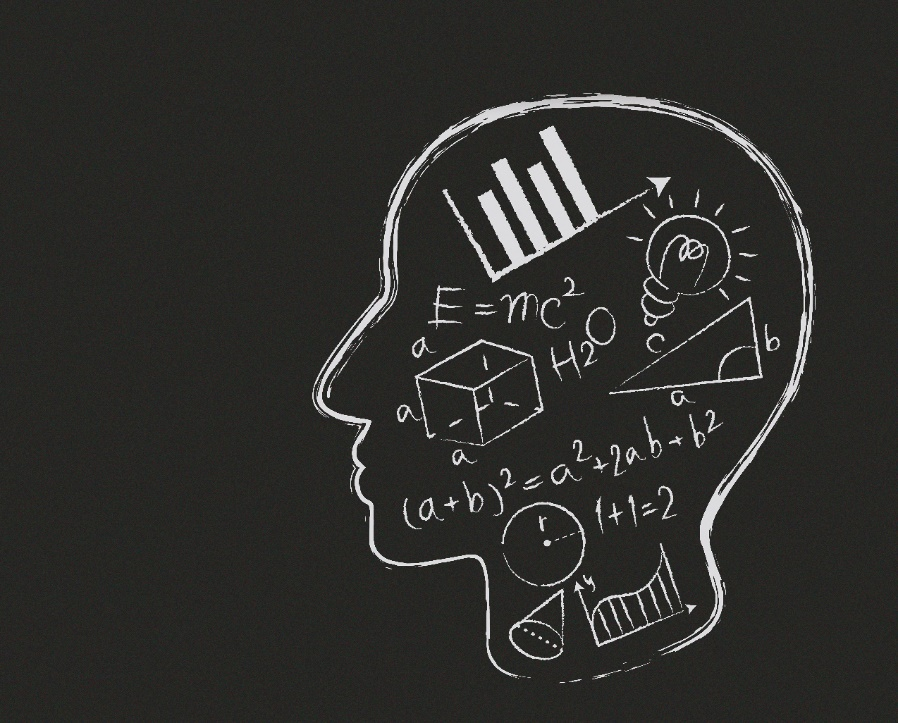 E = mc²
H₂O
a
a
a
c
b
a
(a+b)² = a²+2ab+b²
r
1+1=2
y